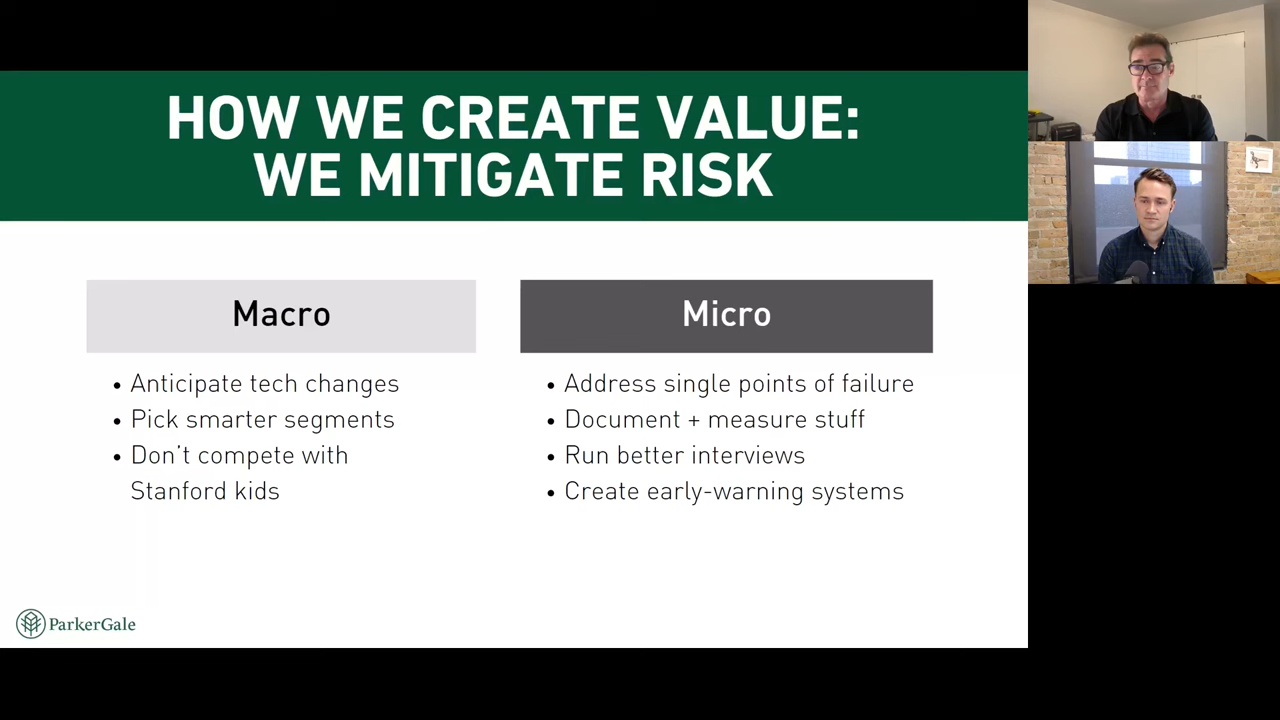 HOW WE CREATE VALUE:
WE MITIGATE RISK
Macro
• Anticipate tech changes
• Pick smarter segments
• Don't compete with
Stanford kids
Micro
• Address single points of failure
• Document + measure stuff
• Run better interviews
• Create early-warning systems
ParkerGale